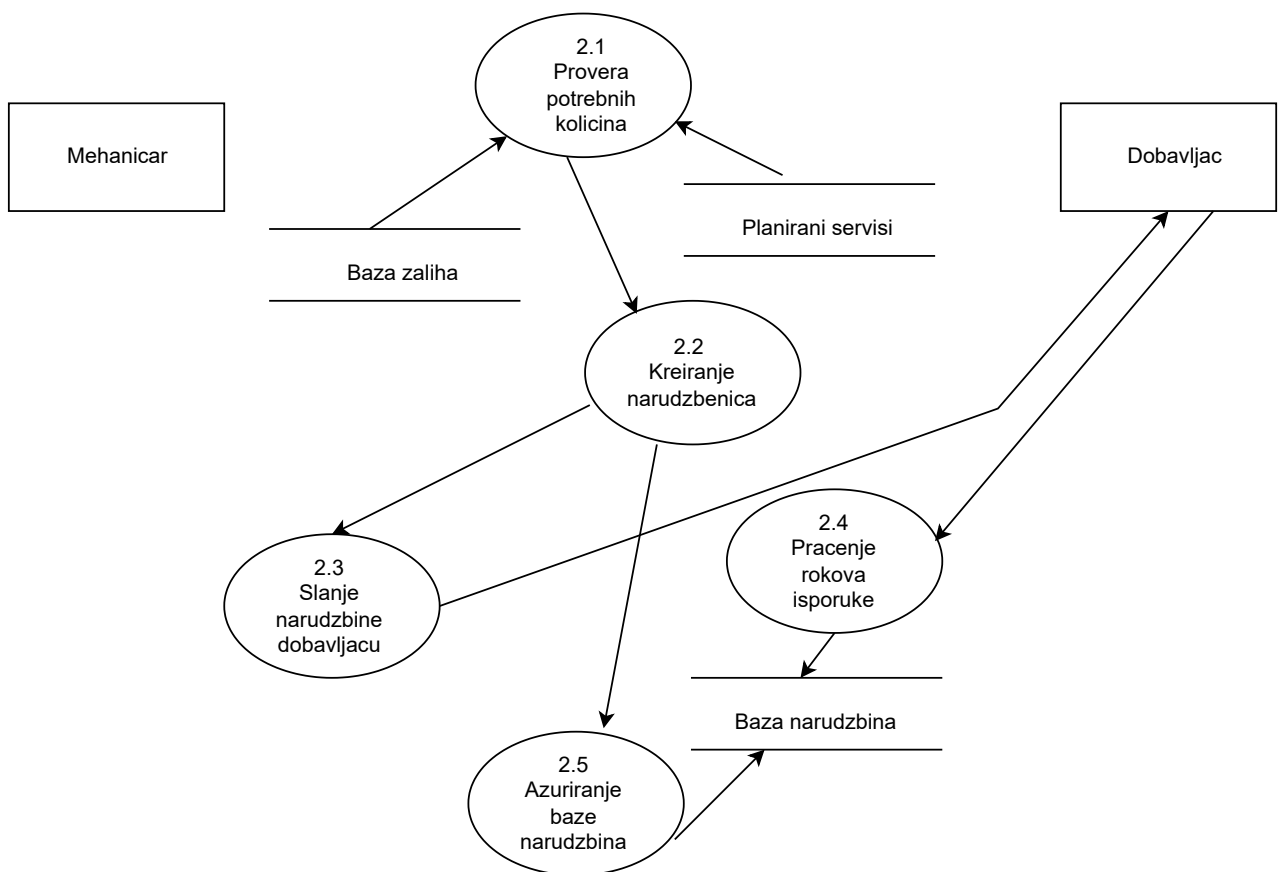 2.1
Provera
potrebnih
kolicina
Mehanicar
Dobavljac
Planirani servisi
Baza zaliha
2.2
Kreiranje
narudzbenica
2.3
Slanje
narudzbine
dobavljacu
2.4
Pracenje
rokova
isporuke
Baza narudzbina
2.5
Azuriranje
baze
narudzbina